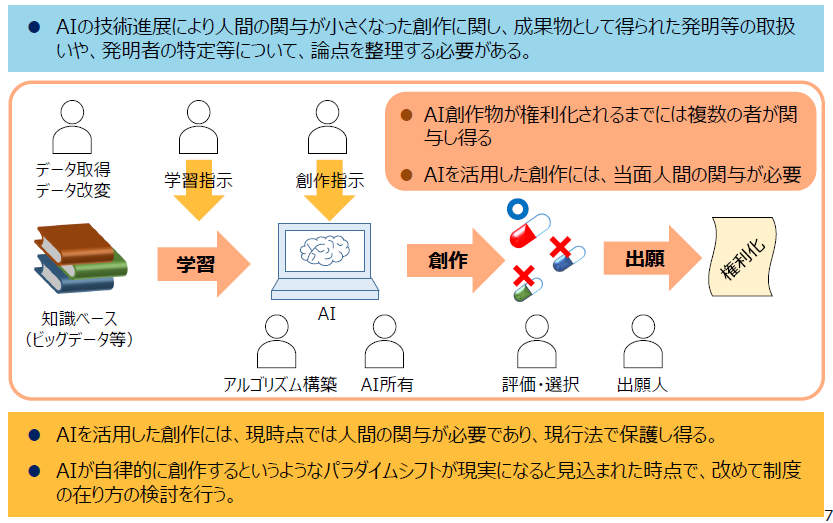 ● AIの技術進展により人間の関与が小さくなった創作に関し、成果物として得られた発明等の取扱
いや、発明者の特定等について、論点を整理する必要がある。
● AI創作物が権利化されるまでには複数の者が関
与し得る
● AIを活用した創作には、当面人間の関与が必要
データ取得
データ改変
学習指示
創作指示
学習
創作
出願
権利化
知識ベース
（ビッグデータ等）
AI
アルゴリズム構築
AI所有
評価・選択
出願人
● AIを活用した創作には、現時点では人間の関与が必要であり、現行法で保護し得る。
● AIが自律的に創作するというようなパラダイムシフトが現実になると見込まれた時点で、改めて制度
の在り方の検討を行う。
7